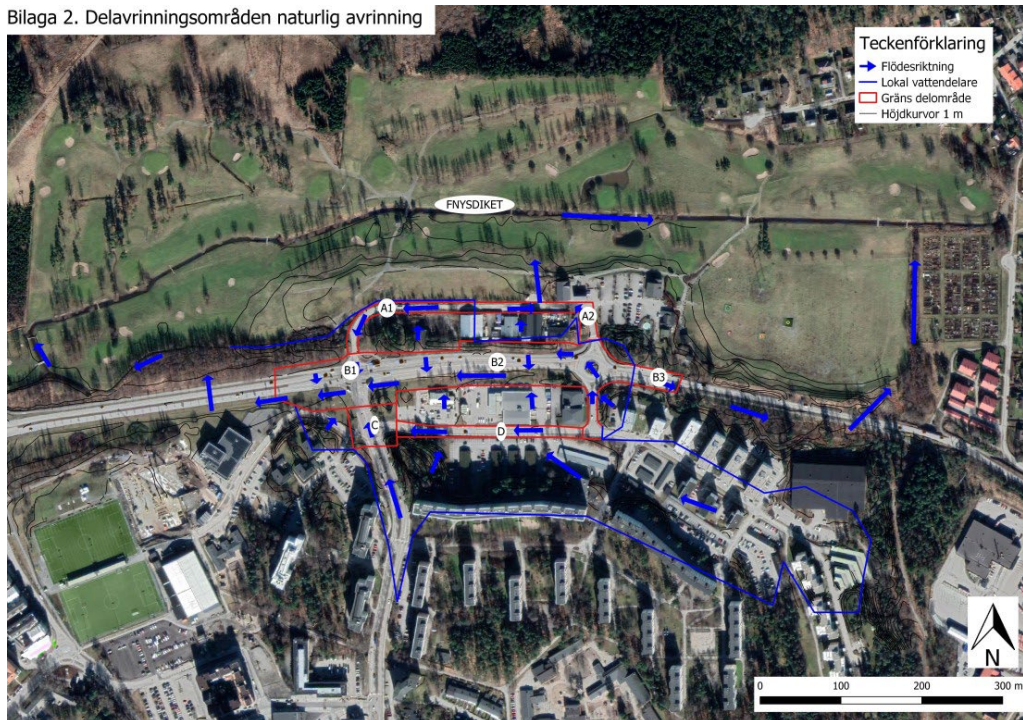 Bilaga 2. Delavrinningsområden naturlig avrinning
Teckenförklaring
Flödesriktning
Lokal vattendelare
Gräns delområde
Höjdkurvor 1 m
FNYSDIKET
A1
A2
B1
B2
B3
C
D
N
0 100 200 300 m